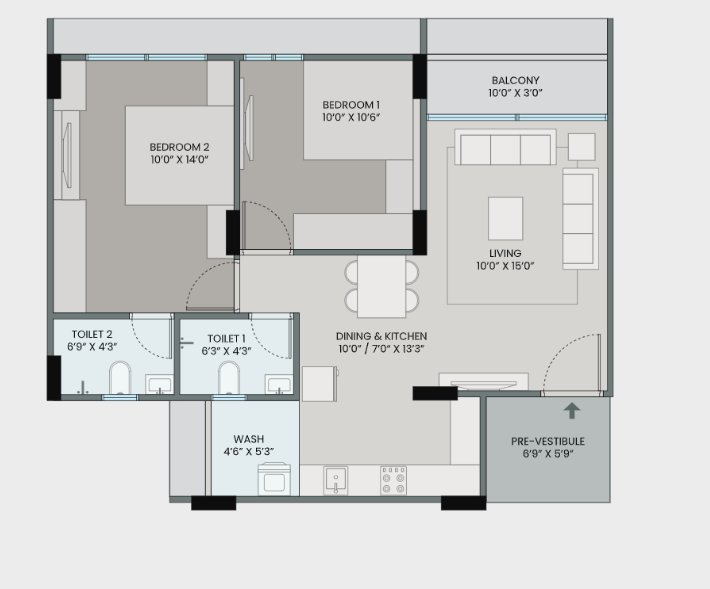 BALCONY
10'0" X 3'0"
BEDROOM 1
10'0" X 10'6"
BEDROOM 2
10'0" X 14'0"
LIVING
10'0" X 15'0"
TOILET 2
6'9" X 4'3"
TOILET 1
6'3" X 4'3"
DINING & KITCHEN
10'0" / 7'0" X 13'3"
WASH
4'6" X 5'3"
PRE-VESTIBULE
6'9" X 5'9"